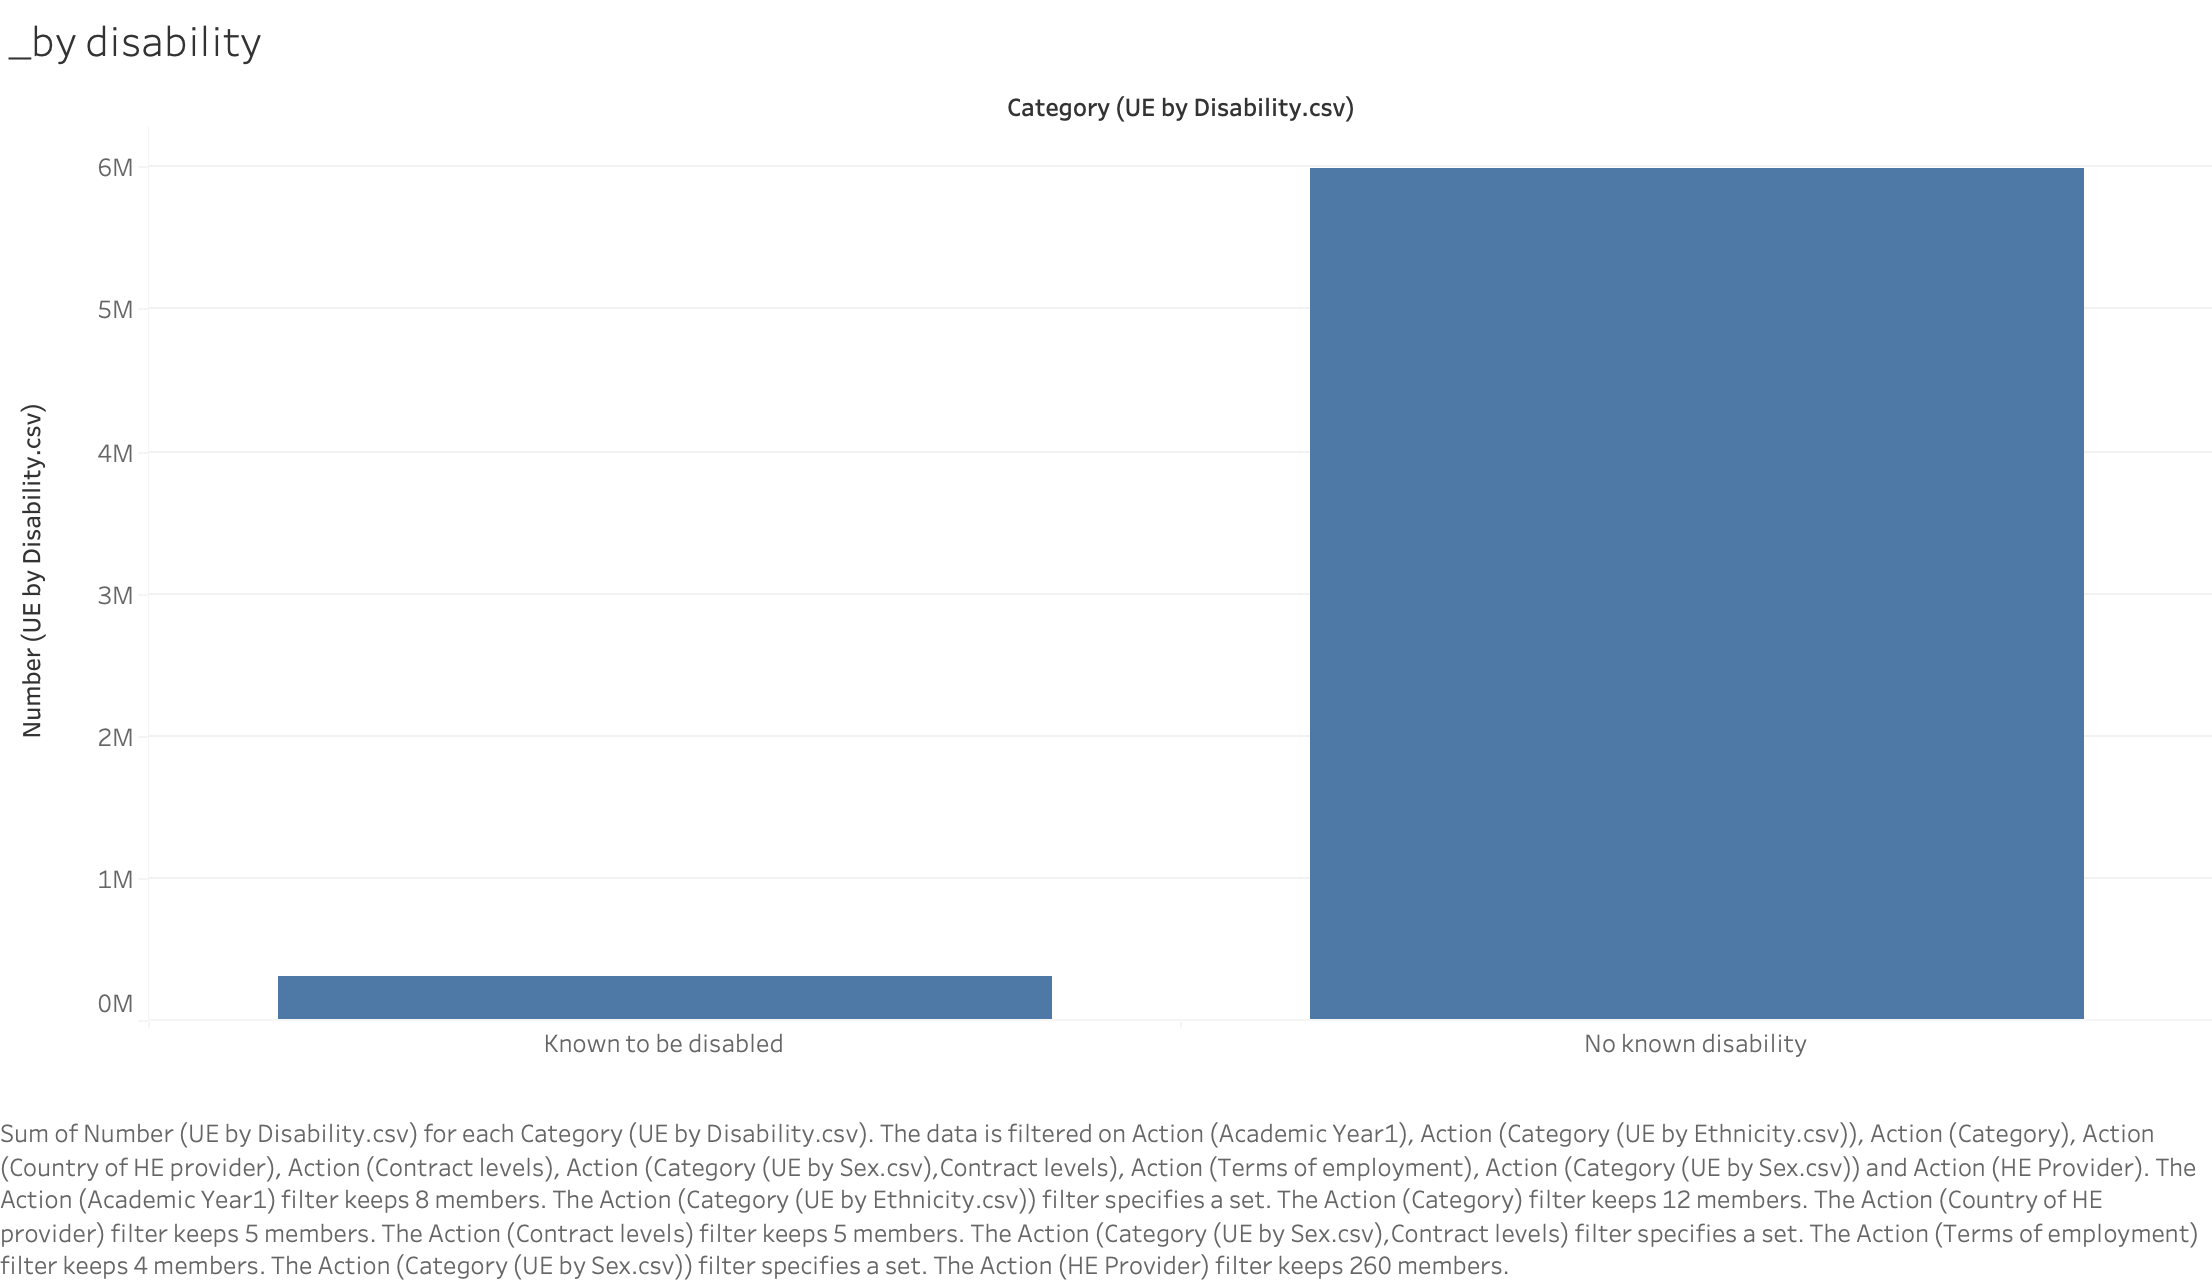 _by disability
Category (UE by Disability.csv)
6M
5M
4M
3M
2M
1M
0M
Number (UE by Disability.csv)
Known to be disabled
No known disability
Sum of Number (UE by Disability.csv) for each Category (UE by Disability.csv). The data is filtered on Action (Academic Year1), Action (Category (UE by Ethnicity.csv)), Action (Category), Action
(Country of HE provider), Action (Contract levels), Action (Category (UE by Sex.csv),Contract levels), Action (Terms of employment), Action (Category (UE by Sex.csv)) and Action (HE Provider). The
Action (Academic Year1) filter keeps 8 members. The Action (Category (UE by Ethnicity.csv)) filter specifies a set. The Action (Category) filter keeps 12 members. The Action (Country of HE
provider) filter keeps 5 members. The Action (Contract levels) filter keeps 5 members. The Action (Category (UE by Sex.csv),Contract levels) filter specifies a set. The Action (Terms of employment)
filter keeps 4 members. The Action (Category (UE by Sex.csv)) filter specifies a set. The Action (HE Provider) filter keeps 260 members.